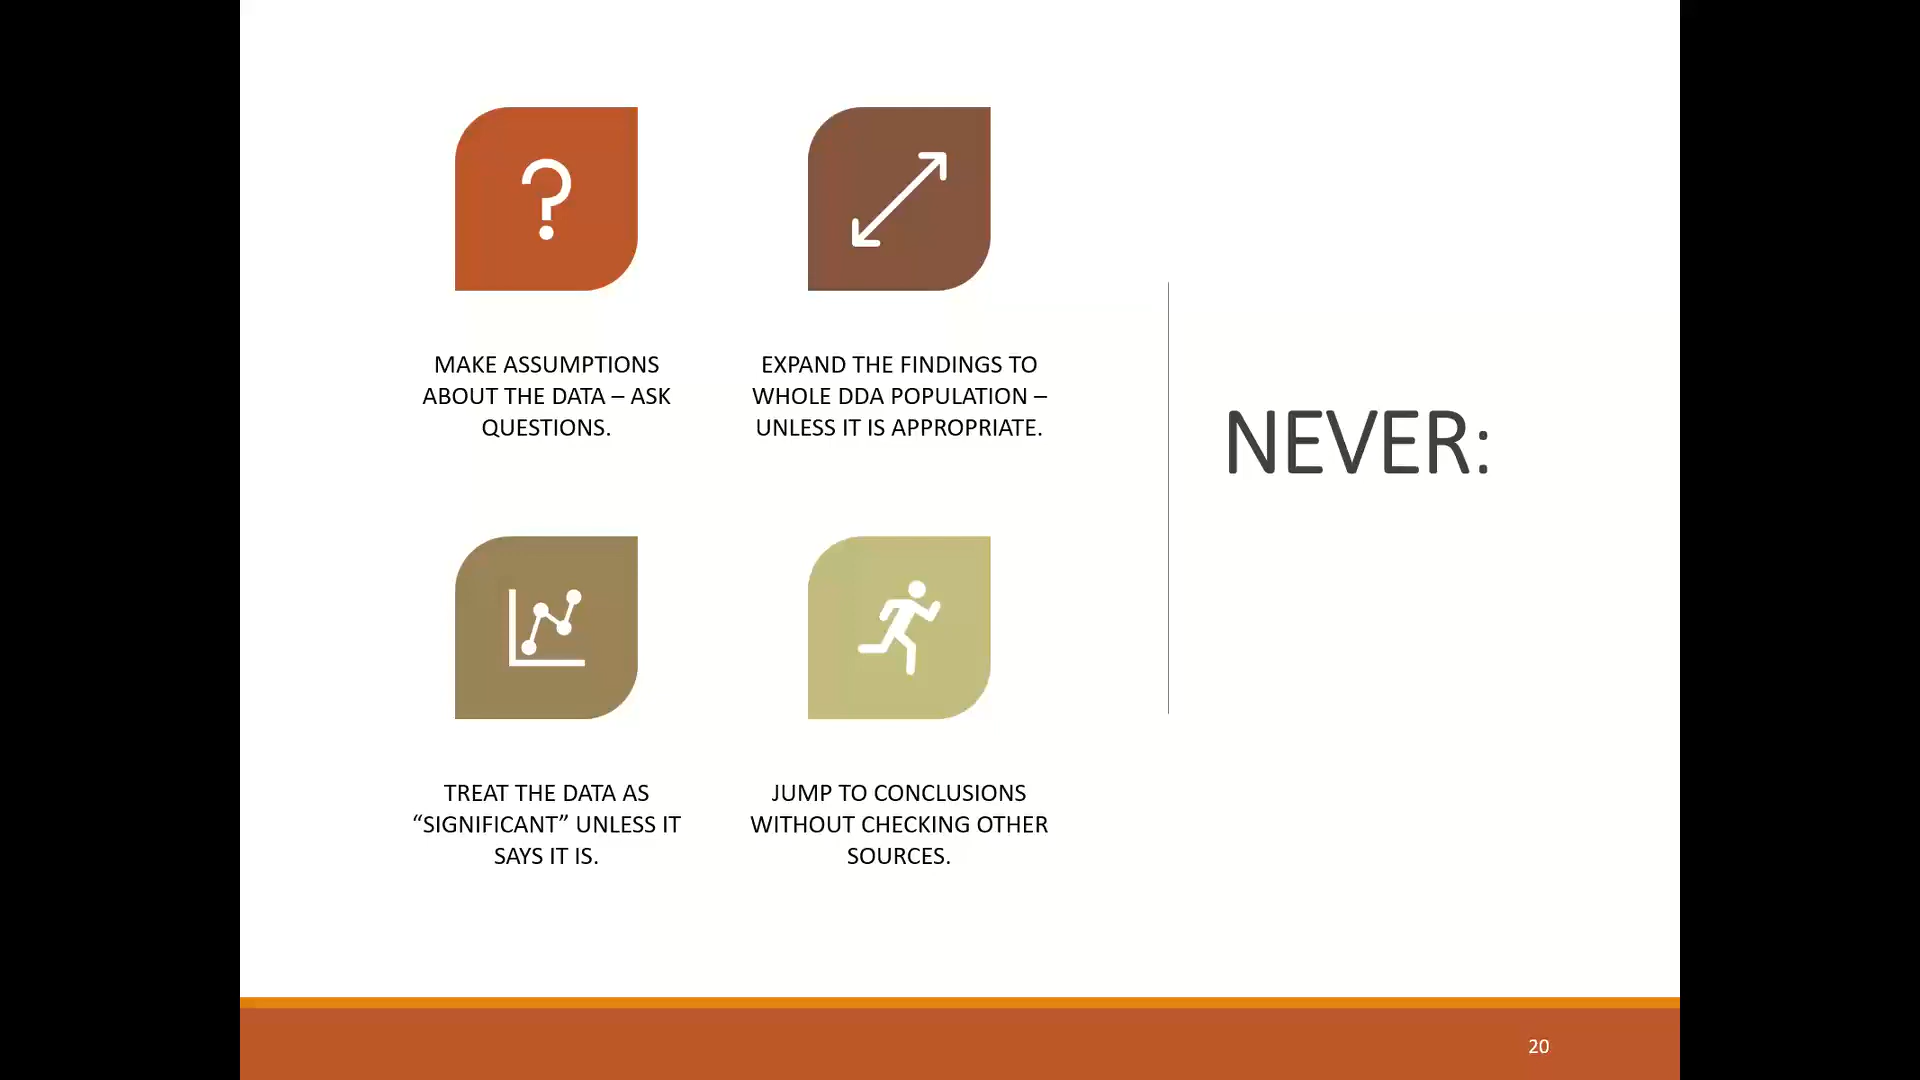 MAKE ASSUMPTIONS
ABOUT THE DATA – ASK
QUESTIONS.
EXPAND THE FINDINGS TO
WHOLE DDA POPULATION –
UNLESS IT IS APPROPRIATE.
NEVER:
TREAT THE DATA AS
“SIGNIFICANT” UNLESS IT
SAYS IT IS.
JUMP TO CONCLUSIONS
WITHOUT CHECKING OTHER
SOURCES.
20